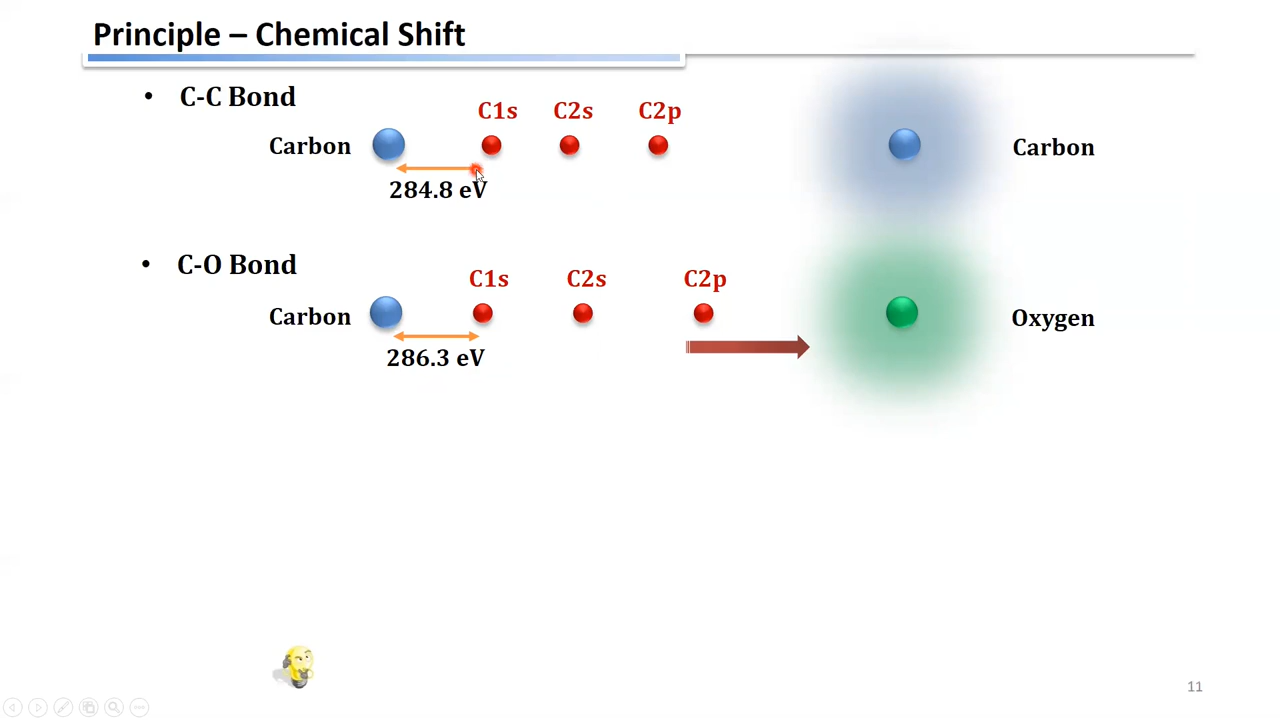 Principle – Chemical Shift
• C-C Bond
C1s C2s C2p
Carbon
Carbon
284.8 eV
• C-O Bond
C1s C2s C2p
Carbon
Oxygen
286.3 eV
11